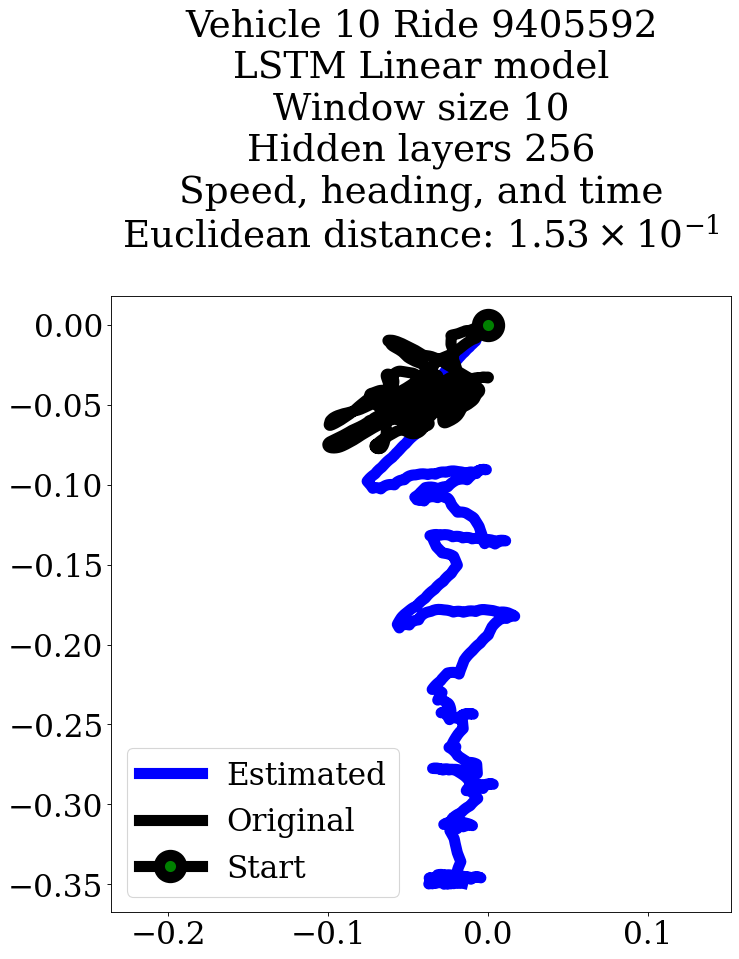 Vehicle 10 Ride 9405592
LSTM Linear model
Window size 10
Hidden layers 256
Speed, heading, and time
Euclidean distance: 1.53 × 10⁻¹
0.00
−0.05
−0.10
−0.15
−0.20
−0.25
−0.30
−0.35
Estimated
Original
Start
−0.2 −0.1 0.0 0.1